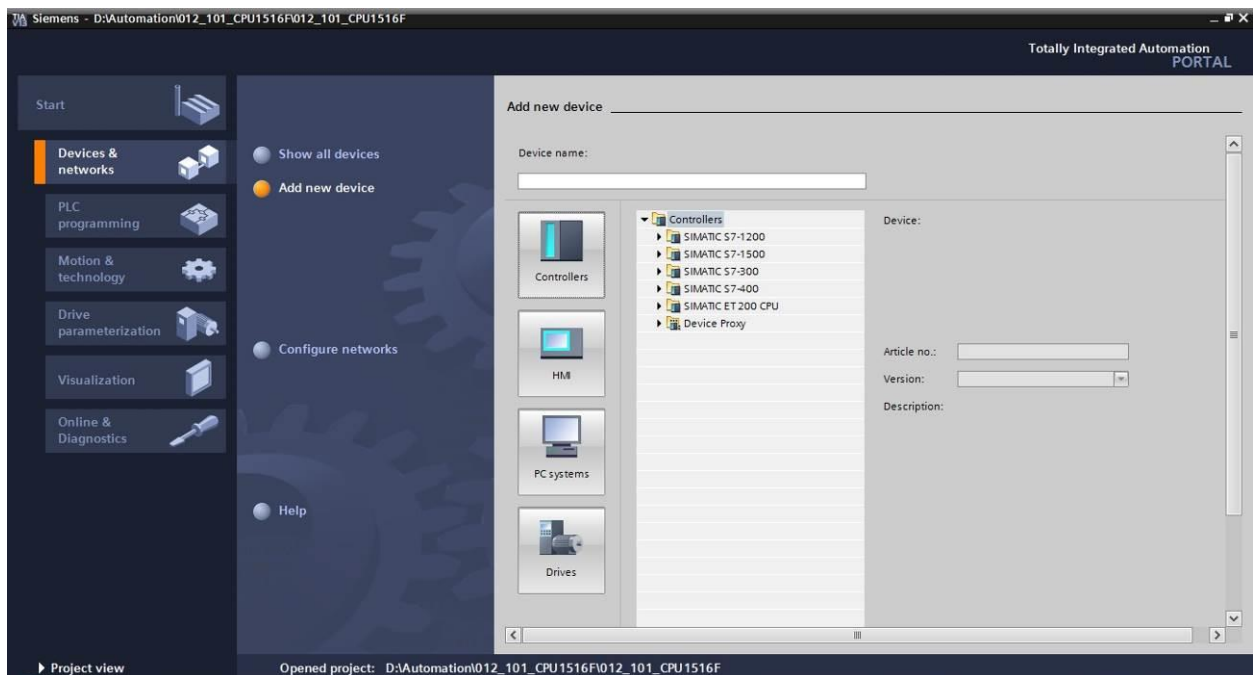 Siemens - D:\Automation\012_101_CPU1516F\012_101_CPU1516F
Totally Integrated Automation
PORTAL
Start
Devices &
networks
PLC
programming
Motion &
technology
Drive
parameterization
Visualization
Online &
Diagnostics
Show all devices
Add new device
Configure networks
Help
Add new device
Device name:
Controllers
HMI
PC systems
Drives
Controllers
SIMATIC S7-1200
SIMATIC S7-1500
SIMATIC S7-300
SIMATIC S7-400
SIMATIC ET 200 CPU
Device Proxy
Device:
Article no.:
Version:
Description:
Project view
Opened project: D:\Automation\012_101_CPU1516F\012_101_CPU1516F